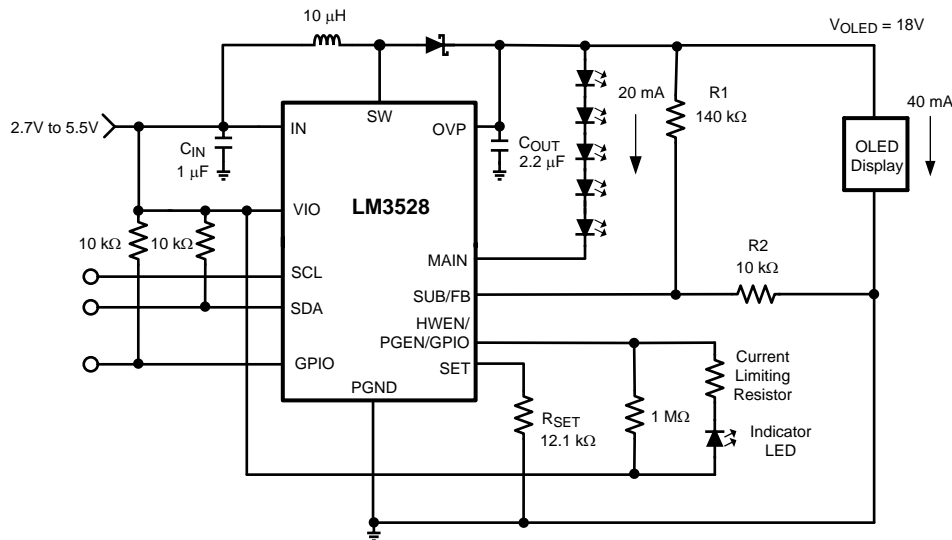 10 μH
V_OLED = 18V
2.7V to 5.5V
IN
SW
OVP
C_IN
1 μF
C_OUT
2.2 μF
20 mA
R1
140 kΩ
40 mA
OLED
Display
LM3528
VIO
10 kΩ
10 kΩ
MAIN
R2
10 kΩ
SCL
SUB/FB
SDA
HWEN/
PGEN/GPIO
GPIO
SET
PGND
R_SET
12.1 kΩ
1 MΩ
Current
Limiting
Resistor
Indicator
LED